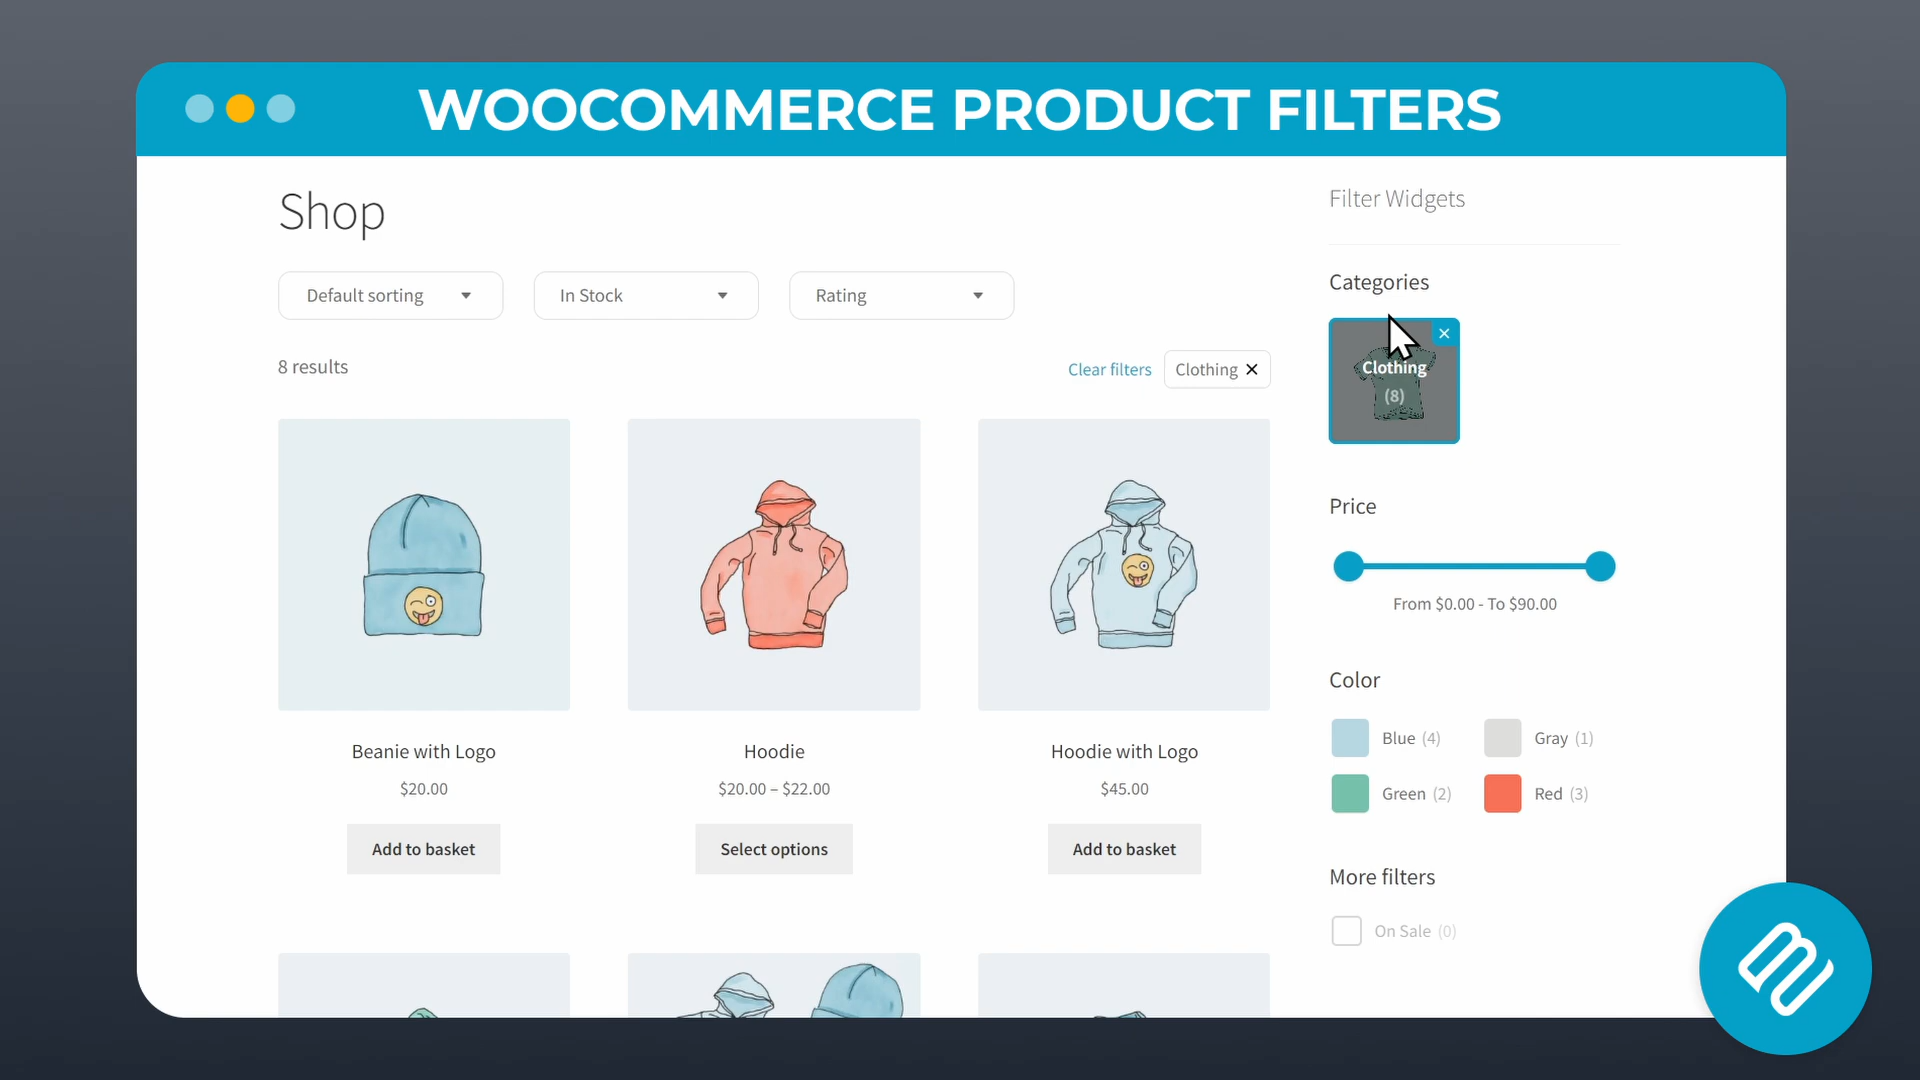 WOOCOMMERCE PRODUCT FILTERS
Shop
Default sorting
In Stock
Rating
8 results
Clear filters
Clothing
Beanie with Logo
$20.00
Add to basket
Hoodie
$20.00 – $22.00
Select options
Hoodie with Logo
$45.00
Add to basket
Filter Widgets
Categories
Clothing
(8)
Price
From $0.00 - To $90.00
Color
Blue (4)
Gray (1)
Green (2)
Red (3)
More filters
On Sale (0)